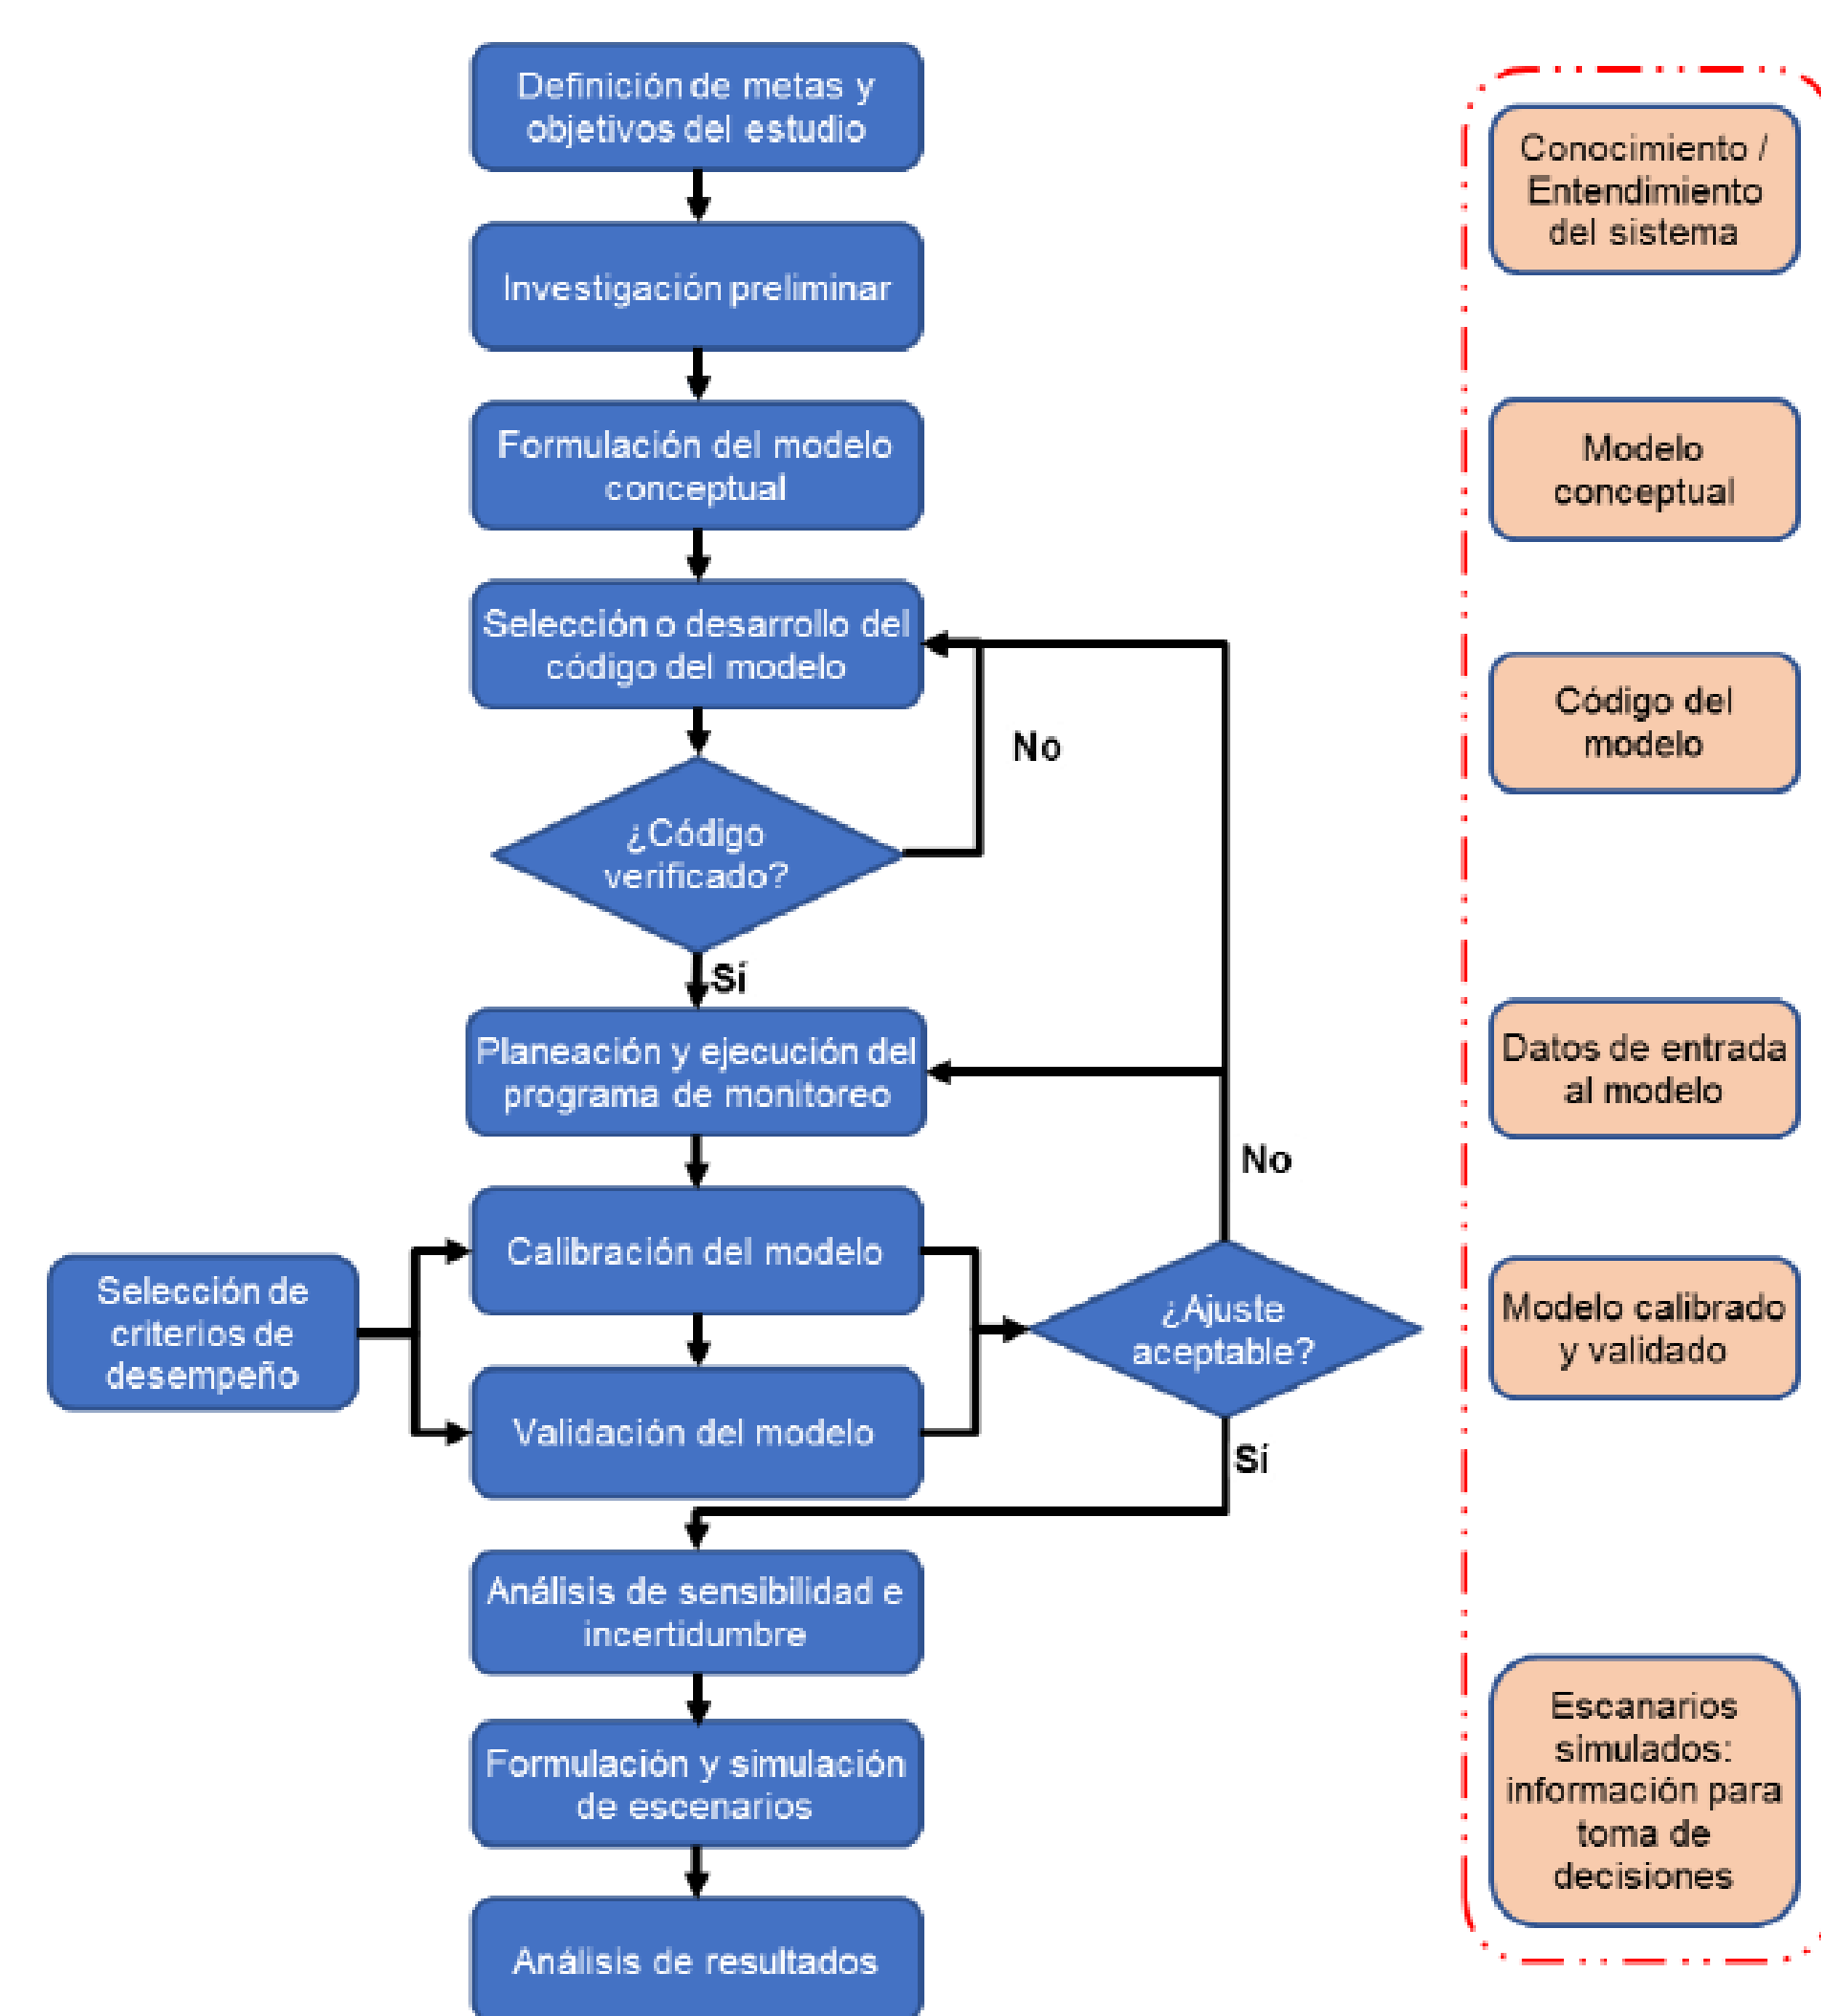 Definición de metas y
objetivos del estudio
Investigación preliminar
Formulación del modelo
conceptual
Selección o desarrollo del
código del modelo
No
¿Código
verificado?
Sí
Planeación y ejecución del
programa de monitoreo
No
Selección de
criterios de
desempeño
Calibración del modelo
Validación del modelo
¿Ajuste
aceptable?
Sí
Análisis de sensibilidad e
incertidumbre
Formulación y simulación
de escenarios
Análisis de resultados
Conocimiento /
Entendimiento
del sistema
Modelo
conceptual
Código del
modelo
Datos de entrada
al modelo
Modelo calibrado
y validado
Escanarios
simulados:
información para
toma de
decisiones